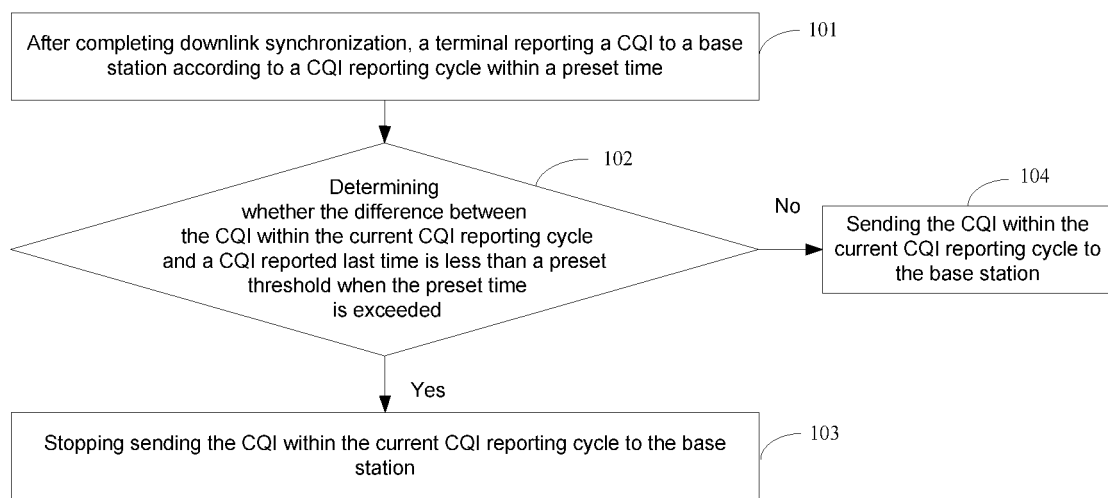 After completing downlink synchronization, a terminal reporting a CQI to a base
station according to a CQI reporting cycle within a preset time
101
Determining
whether the difference between
the CQI within the current CQI reporting cycle
and a CQI reported last time is less than a preset
threshold when the preset time
is exceeded
102
No
104
Sending the CQI within the
current CQI reporting cycle to
the base station
Yes
Stopping sending the CQI within the current CQI reporting cycle to the base
station
103